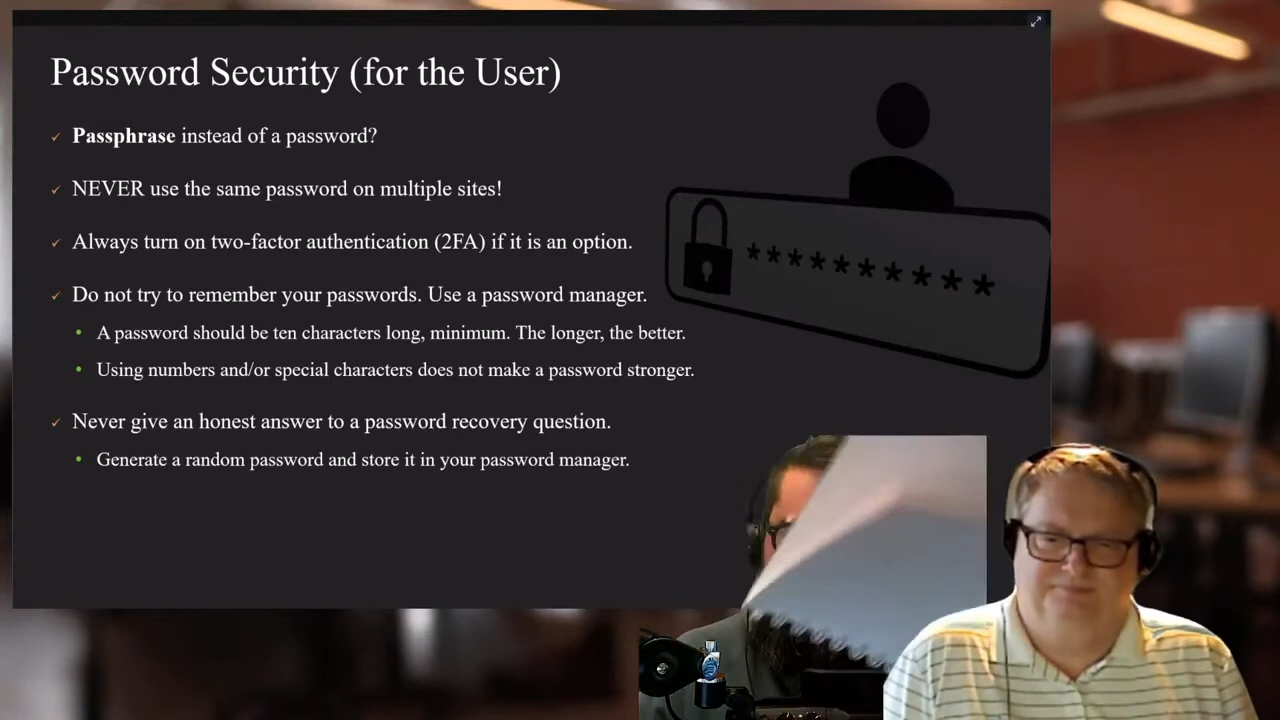 Password Security (for the User)
Passphrase instead of a password?
NEVER use the same password on multiple sites!
Always turn on two-factor authentication (2FA) if it is an option.
Do not try to remember your passwords. Use a password manager.
A password should be ten characters long, minimum. The longer, the better.
Using numbers and/or special characters does not make a password stronger.
Never give an honest answer to a password recovery question.
Generate a random password and store it in your password manager.